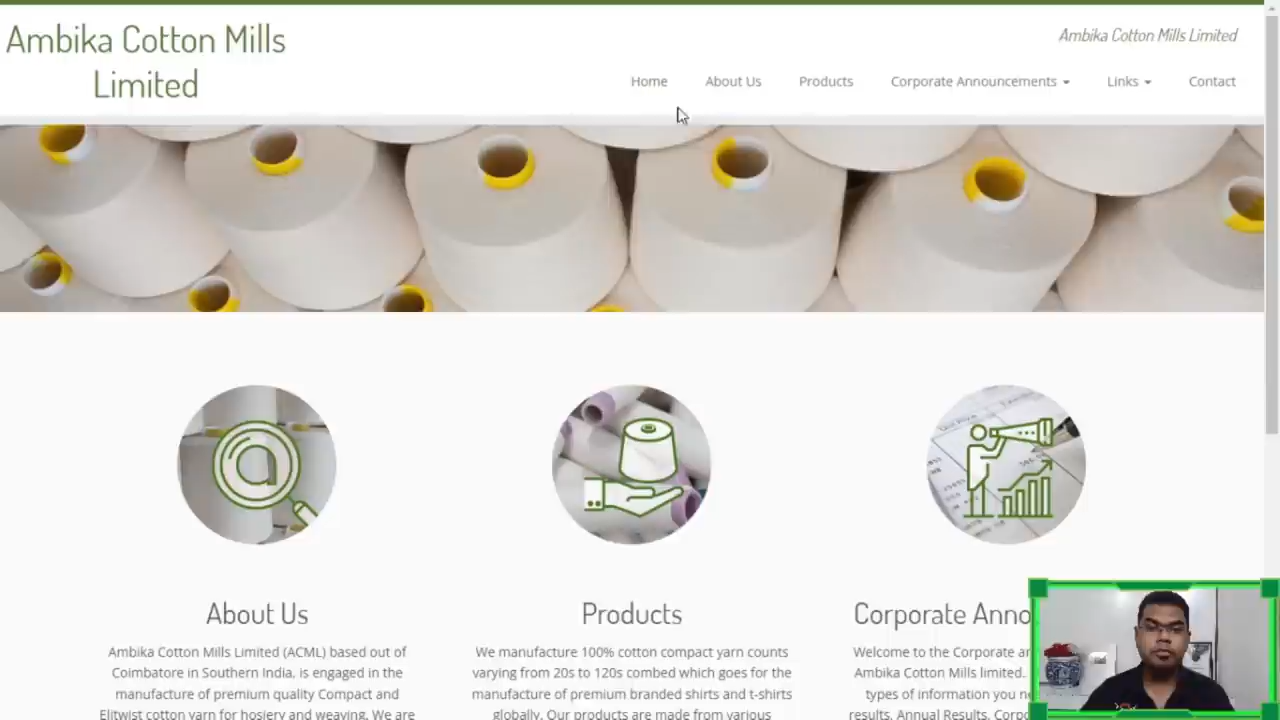 Ambika Cotton Mills
Limited
Ambika Cotton Mills Limited
Home About Us Products Corporate Announcements Links Contact
About Us
Ambika Cotton Mills Limited (ACML) based out of
Coimbatore in Southern India, is engaged in the
manufacture of premium quality Compact and
Elitwist cotton yarn for hosiery and weaving. We are
Products
We manufacture 100% cotton compact yarn counts
varying from 20s to 120s combed which goes for the
manufacture of premium branded shirts and t-shirts
globally. Our products are made from various
Corporate Anno
Welcome to the Corporate
Ambika Cotton Mills limited.
types of information you
results, Annual Results,